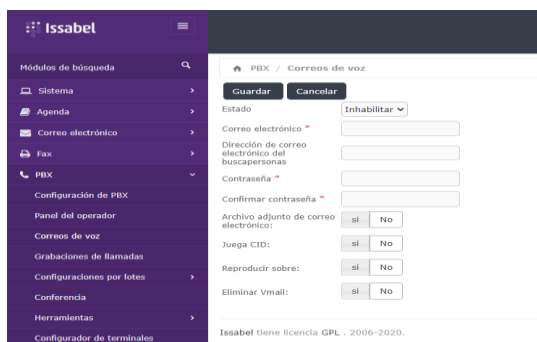 Issabel
Módulos de búsqueda
Sistema
Agenda
Correo electrónico
Fax
PBX
Configuración de PBX
Panel del operador
Correos de voz
Grabaciones de llamadas
Configuraciones por lotes
Conferencia
Herramientas
Configurador de terminales
PBX / Correos de voz
Guardar Cancelar
Estado Inhabilitar
Correo electrónico *
Dirección de correo
electrónico del
buscapersonas
Contraseña *
Confirmar contraseña *
Archivo adjunto de correo
electrónico: si No
Juega CID: si No
Reproducir sobre: si No
Eliminar Vmail: si No
Issabel tiene licencia GPL . 2006-2020.